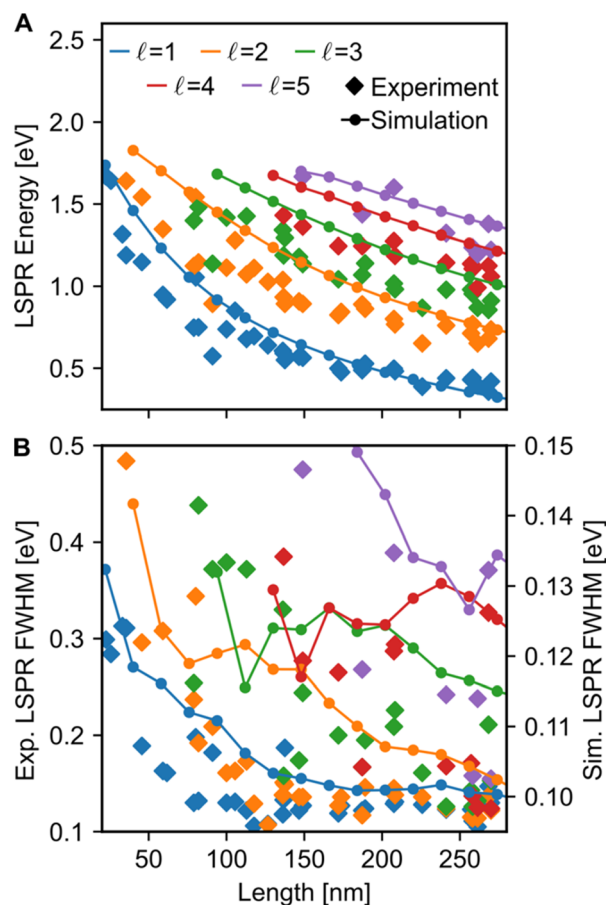 A
2.5
2.0
1.5
1.0
0.5
LSPR Energy [eV]
ℓ=1 ℓ=2 ℓ=3
ℓ=4 ℓ=5
Experiment
Simulation
B
0.5
0.4
0.3
0.2
0.1
Exp. LSPR FWHM [eV]
0.15
0.14
0.13
0.12
0.11
0.10
Sim. LSPR FWHM [eV]
50 100 150 200 250
Length [nm]